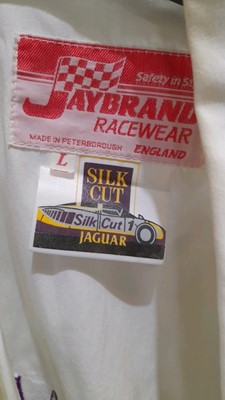 Safety in
JAYBRAND
RACEWEAR
MADE IN PETERBOROUGH ENGLAND
L
SILK
CUT
Silk Cut 1
JAGUAR